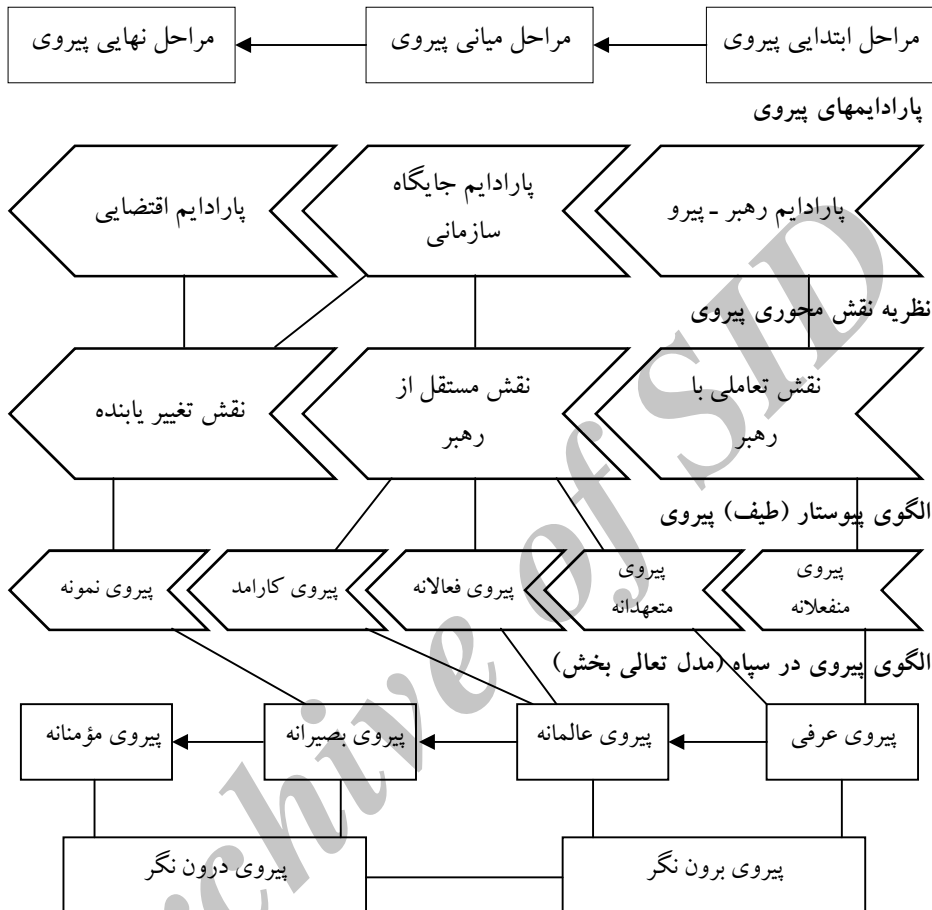 مراحل ابتدایی پیروی
مراحل میانی پیروی
مراحل نهایی پیروی
پارادایمهای پیروی
پارادایم رهبر ـ پیرو
پارادایم جایگاه
سازمانی
پارادایم اقتضایی
نظریه نقش محوری پیروی
نقش تعاملی با
رهبر
نقش مستقل از
رهبر
نقش تغییر یابنده
الگوی پیوستار (طیف) پیروی
پیروی
منفعلانه
پیروی
متعهدانه
پیروی فعالانه
پیروی کارامد
پیروی نمونه
الگوی پیروی در سپاه (مدل تعالی بخش)
پیروی عرفی
پیروی عالمانه
پیروی بصیرانه
پیروی مؤمنانه
پیروی برون نگر
پیروی درون نگر
Archive of SID